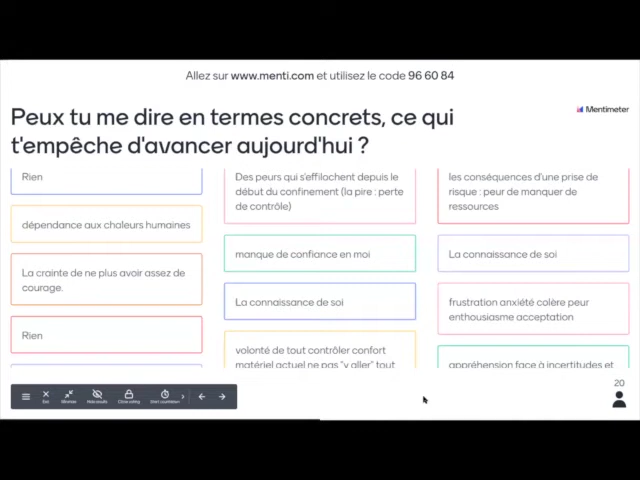 Allez sur www.menti.com et utilisez le code 96 60 84
Peux tu me dire en termes concrets, ce qui
t'empêche d'avancer aujourd'hui ?
Mentimeter
Rien
dépendance aux chaleurs humaines
La crainte de ne plus avoir assez de
courage.
Rien
Des peurs qui s'effilochent depuis le
début du confinement (la pire : perte
de contrôle)
manque de confiance en moi
La connaissance de soi
volonté de tout contrôler confort
matériel actuel ne pas "y aller" tout
les conséquences d'une prise de
risque : peur de manquer de
ressources
La connaissance de soi
frustration anxiété colère peur
enthousiasme acceptation
appréhension face à incertitudes et
20